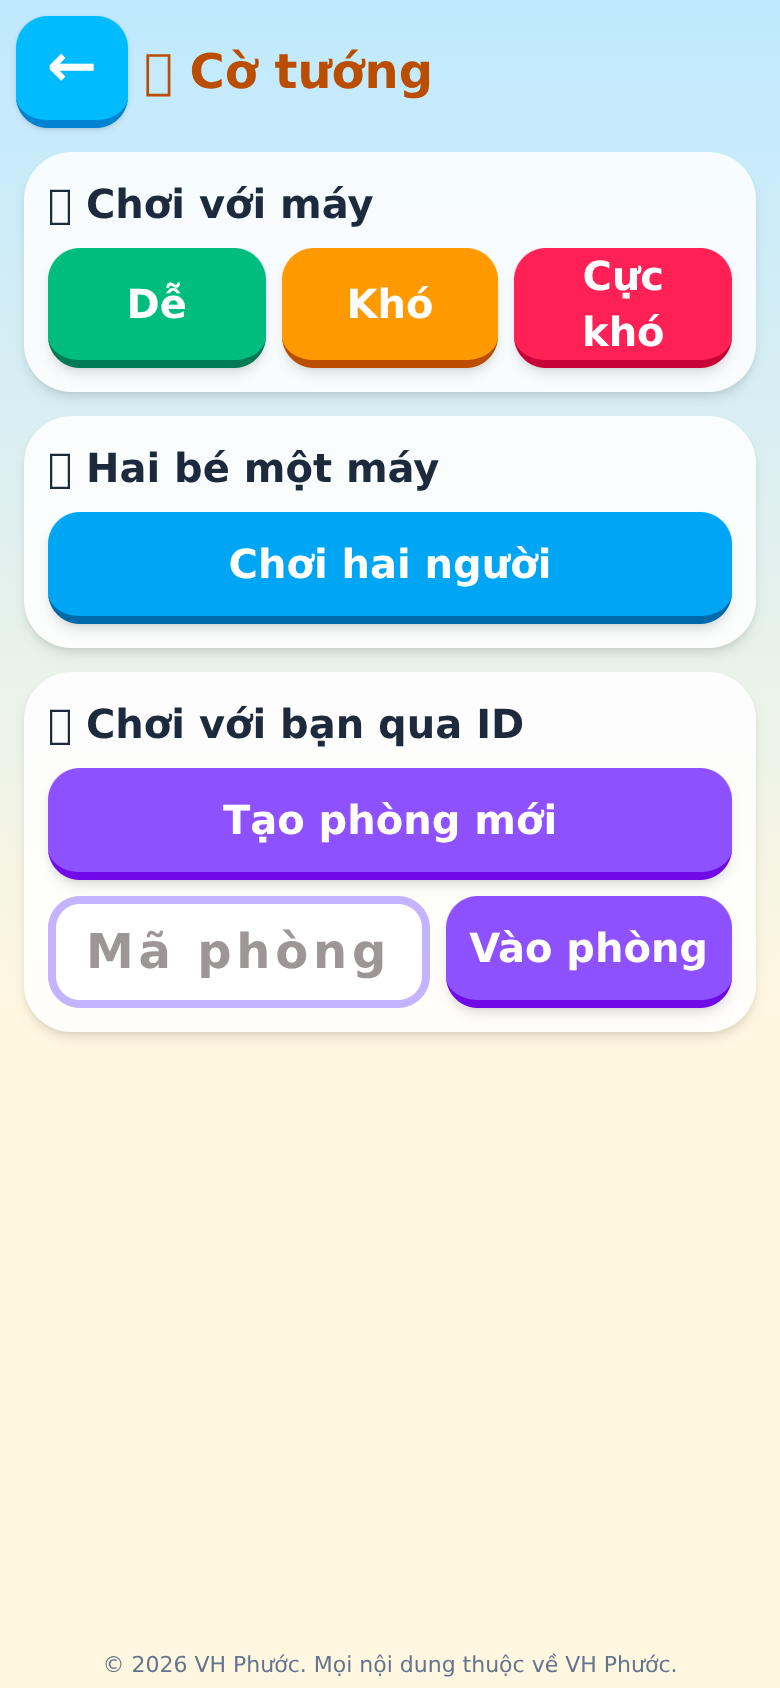 ←
Cờ tướng
Chơi với máy
Dễ
Khó
Cực
khó
Hai bé một máy
Chơi hai người
Chơi với bạn qua ID
Tạo phòng mới
Mã phòng
Vào phòng
© 2026 VH Phước. Mọi nội dung thuộc về VH Phước.